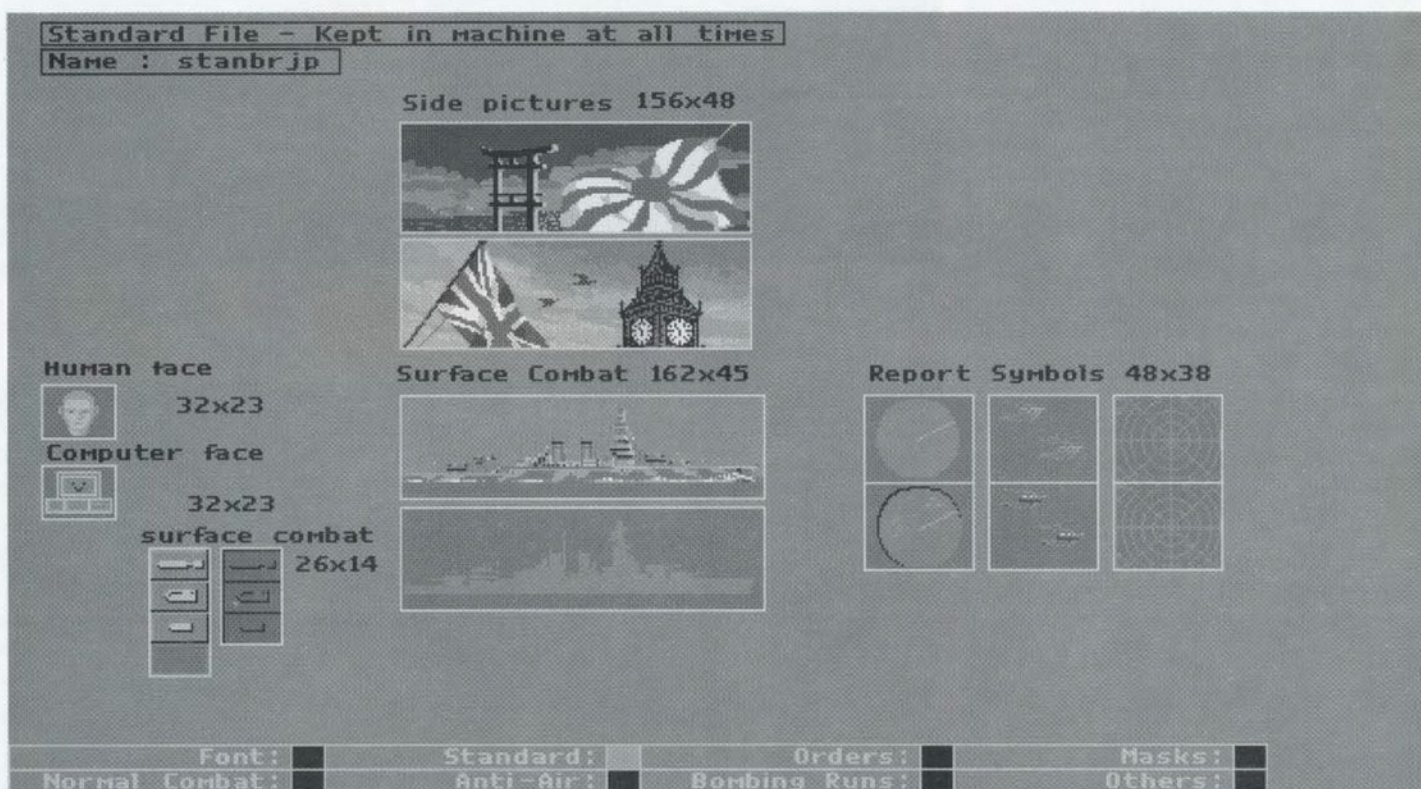 Standard File - Kept in machine at all times
Name : stanbrjp
Side pictures 156x48
Human face
32x23
Computer face
32x23
surface combat
26x14
Surface Combat 162x45
Report Symbols 48x38
Font:
Standard:
Orders:
Masks:
Normal Combat:
Anti-Air:
Bombing Runs:
Others: